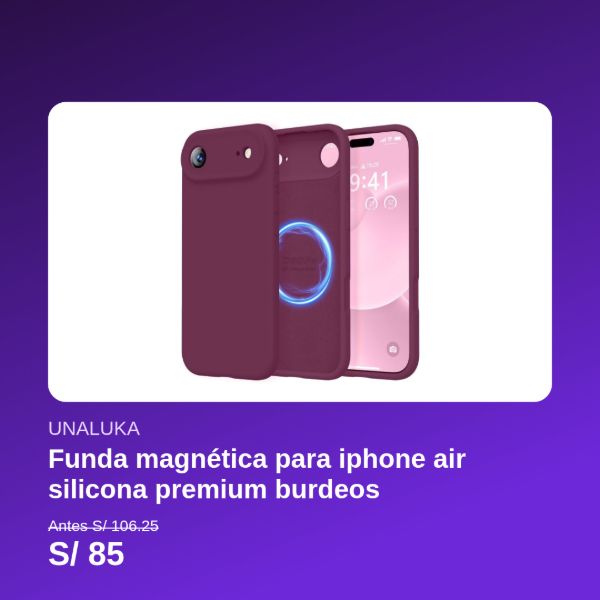 9:41
UNALUKA
Funda magnética para iphone air
silicona premium burdeos
Antes S/ 106.25
S/ 85